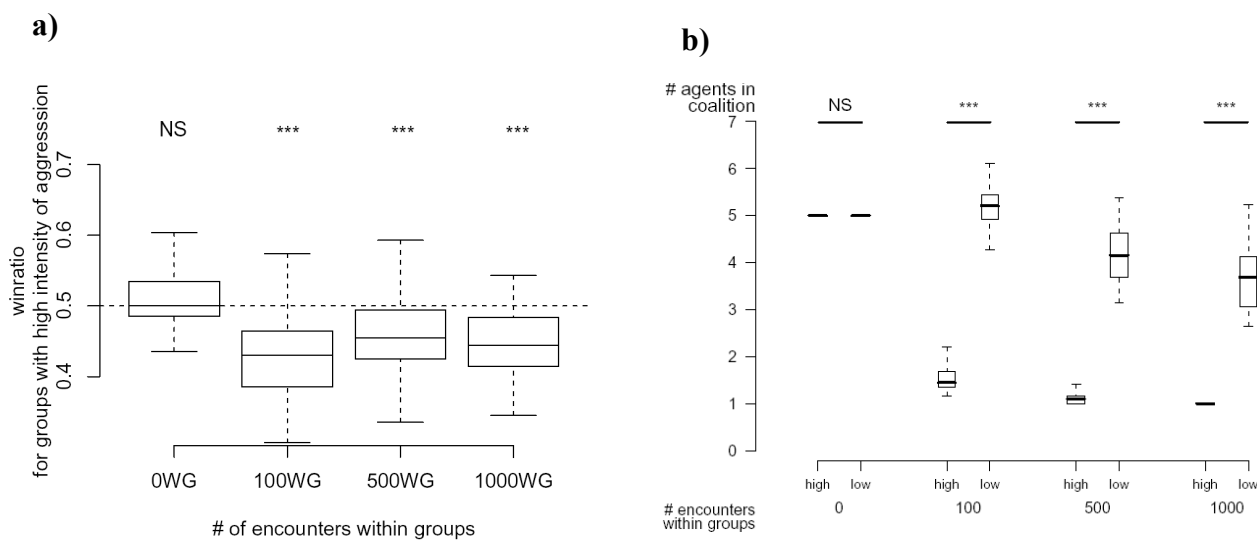 a)
winratio
for groups with high intensity of aggresssion
0.7
0.6
0.5
0.4
NS *** *** ***
0WG 100WG 500WG 1000WG
# of encounters within groups
b)
# agents in
coalition
NS *** *** ***
7
6
5
4
3
2
1
0
high low high low high low high low
# encounters
within groups
0 100 500 1000